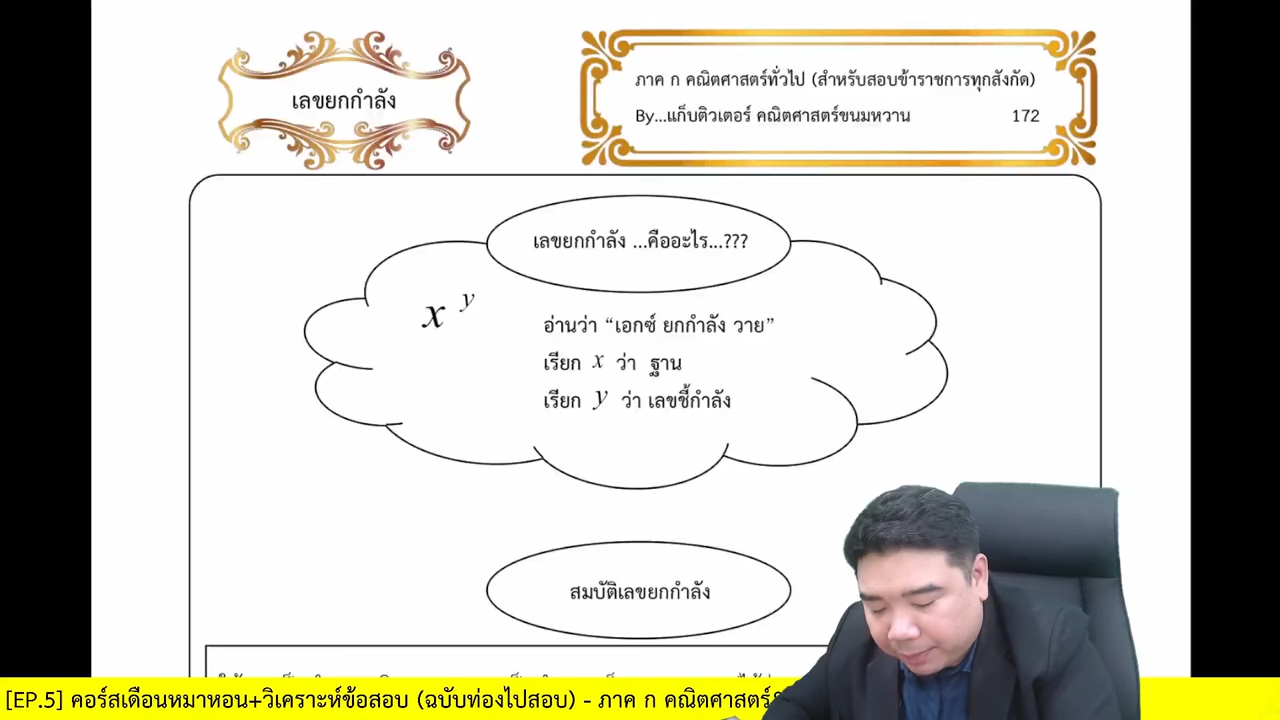 เลขยกกำลัง
ภาค ก คณิตศาสตร์ทั่วไป (สำหรับสอบข้าราชการทุกสังกัด)
By...แก็บติวเตอร์ คณิตศาสตร์ขนมหวาน 172
เลขยกกำลัง ...คืออะไร...???
x y
อ่านว่า “เอกซ์ ยกกำลัง วาย”
เรียก x ว่า ฐาน
เรียก y ว่า เลขชี้กำลัง
สมบัติเลขยกกำลัง
[EP.5] คอร์สเดือนหมาหอน+วิเคราะห์ข้อสอบ (ฉบับท่องไปสอบ) - ภาค ก คณิตศาสตร์